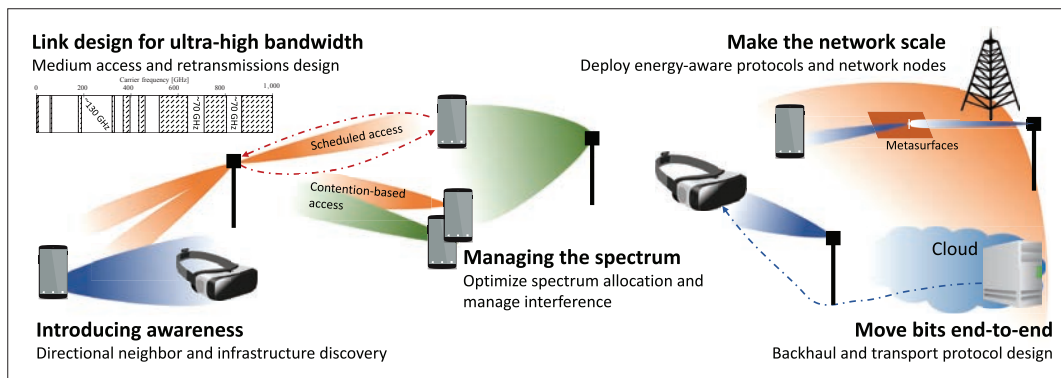 Link design for ultra-high bandwidth
Medium access and retransmissions design
Carrier frequency [GHz]
0 200 400 600 800 1,000
~130 GHz ~70 GHz ~70 GHz
Scheduled access
Contention-based
access
Introducing awareness
Directional neighbor and infrastructure discovery
Managing the spectrum
Optimize spectrum allocation and
manage interference
Make the network scale
Deploy energy-aware protocols and network nodes
Metasurfaces
Cloud
Move bits end-to-end
Backhaul and transport protocol design